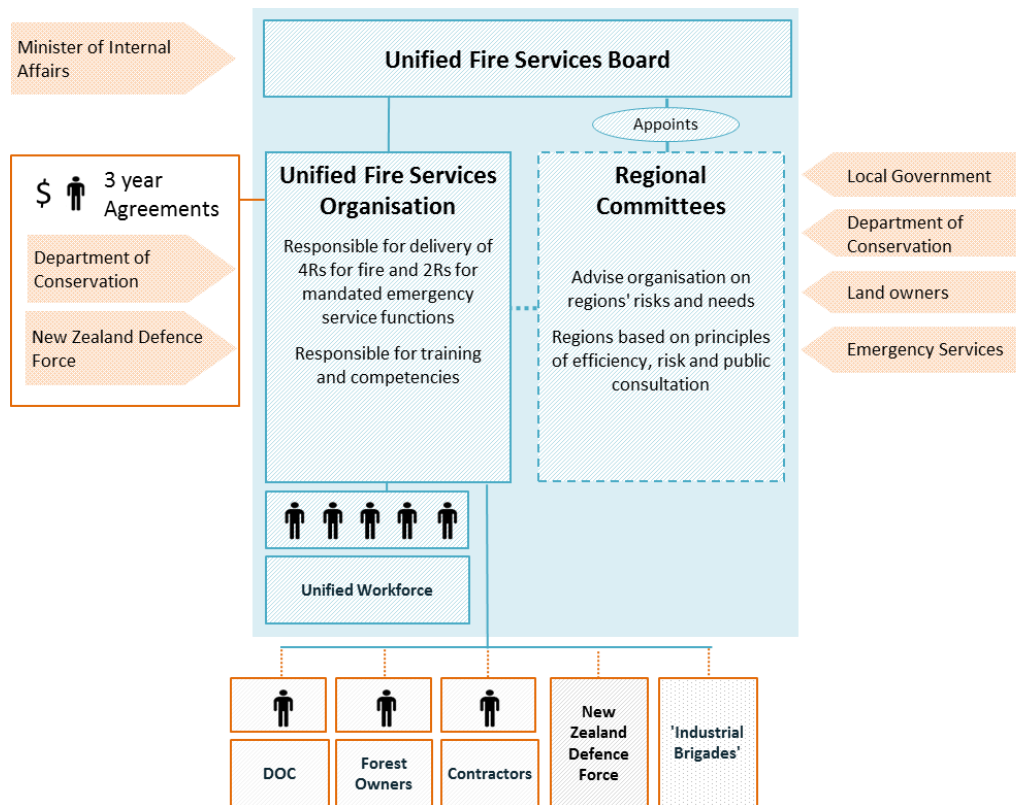 Minister of Internal
Affairs
Unified Fire Services Board
Appoints
$
3 year
Agreements
Department of
Conservation
New Zealand Defence
Force
Unified Fire Services
Organisation
Responsible for delivery of
4Rs for fire and 2Rs for
mandated emergency
service functions
Responsible for training
and competencies
Regional
Committees
Advise organisation on
regions' risks and needs
Regions based on principles
of efficiency, risk and public
consultation
Local Government
Department of
Conservation
Land owners
Emergency Services
Unified Workforce
DOC
Forest
Owners
Contractors
New
Zealand
Defence
Force
'Industrial
Brigades'